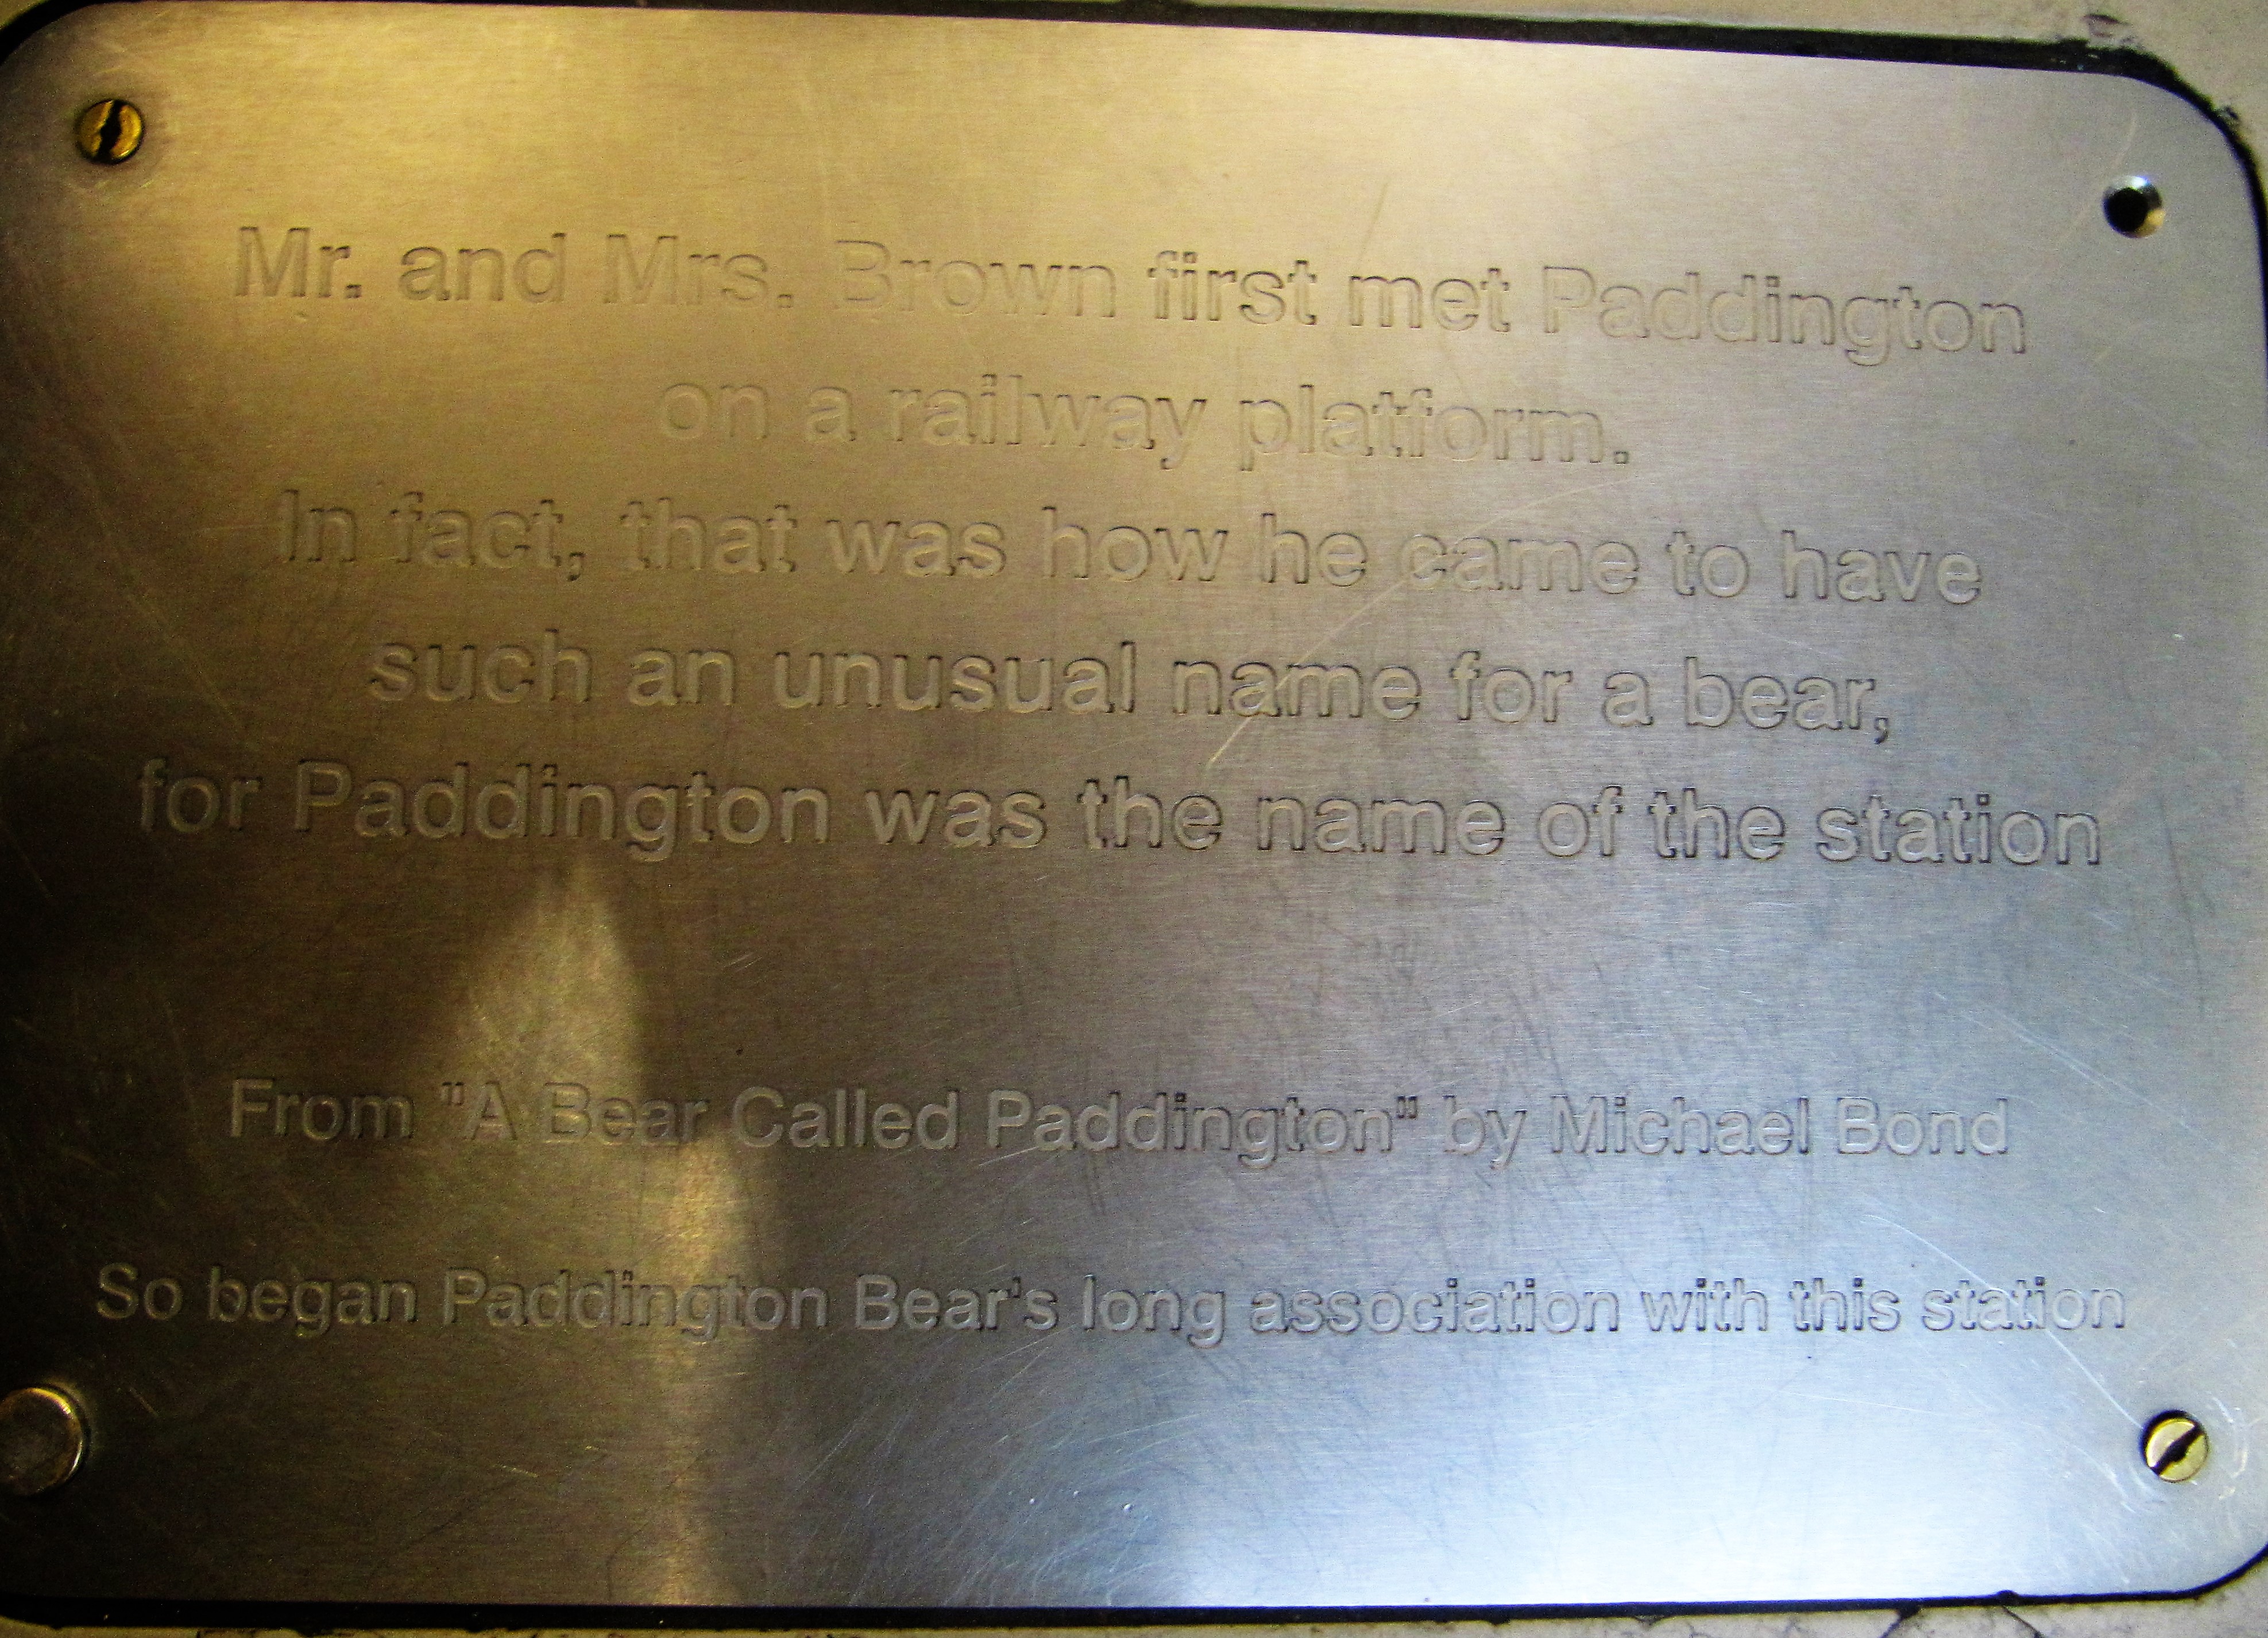 Mr. and Mrs. Brown first met Paddington
on a railway platform.
In fact, that was how he came to have
such an unusual name for a bear,
for Paddington was the name of the station
From "A Bear Called Paddington" by Michael Bond
So began Paddington Bear's long association with this station